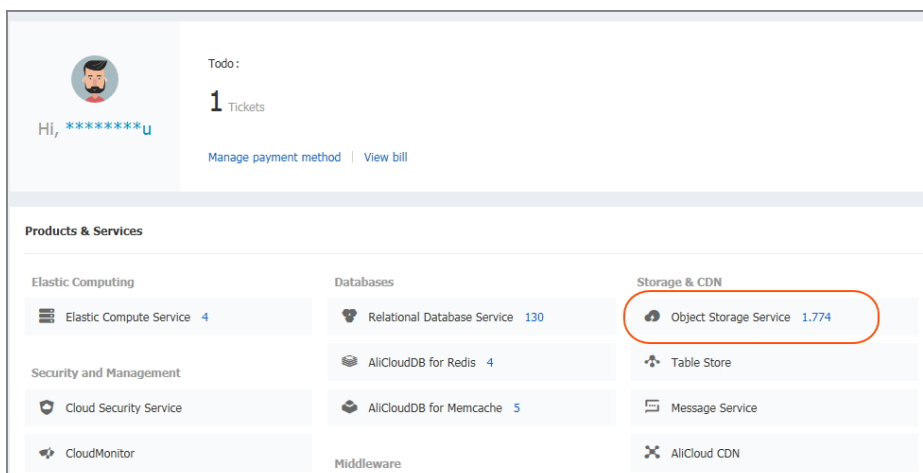 Todo :
1 Tickets
Hi, ********u
Manage payment method | View bill
Products & Services
Elastic Computing
Elastic Compute Service 4
Security and Management
Cloud Security Service
CloudMonitor
Databases
Relational Database Service 130
AliCloudDB for Redis 4
AliCloudDB for Memcache 5
Middleware
Storage & CDN
Object Storage Service 1.774
Table Store
Message Service
AliCloud CDN